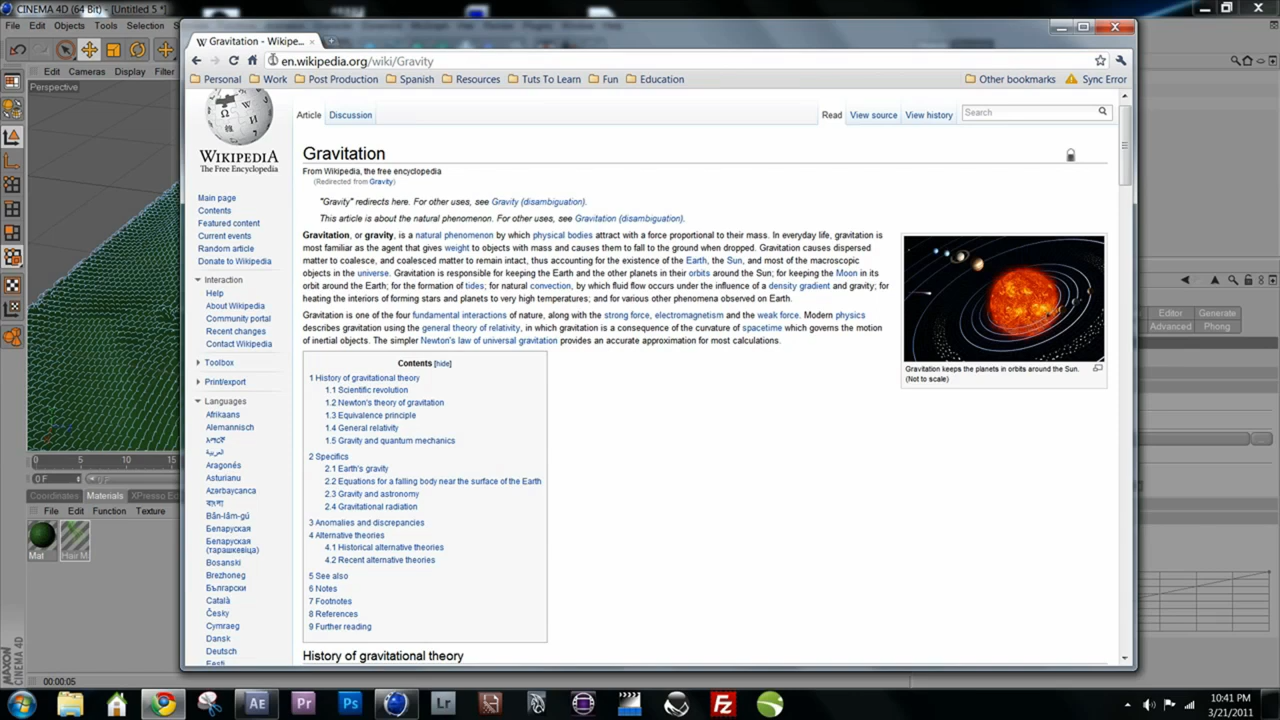 CINEMA 4D (64 Bit) - [Untitled 5 *]
File Edit Objects Tools Selection
Edit Cameras Display Filter
Perspective
W Gravitation - Wikipe...
en.wikipedia.org/wiki/Gravity
Personal Work Post Production Spanish Resources Tuts To Learn Fun Education Other bookmarks Sync Error
WIKIPEDIA
The Free Encyclopedia
Main page
Contents
Featured content
Current events
Random article
Donate to Wikipedia
Interaction
Help
About Wikipedia
Community portal
Recent changes
Contact Wikipedia
Toolbox
Print/export
Languages
Afrikaans
Alemannisch
አማርኛ
العربية
Aragonés
Asturianu
Azərbaycanca
বাংলা
Bân-lâm-gú
Беларуская
Беларуская
(тарашкевіца)
Bosanski
Brezhoneg
Български
Català
Česky
Cymraeg
Dansk
Deutsch
Eesti
Article Discussion Read View source View history Search
Gravitation
From Wikipedia, the free encyclopedia
(Redirected from Gravity)
"Gravity" redirects here. For other uses, see Gravity (disambiguation).
This article is about the natural phenomenon. For other uses, see Gravitation (disambiguation).
Gravitation, or gravity, is a natural phenomenon by which physical bodies attract with a force proportional to their mass. In everyday life, gravitation is
most familiar as the agent that gives weight to objects with mass and causes them to fall to the ground when dropped. Gravitation causes dispersed
matter to coalesce, and coalesced matter to remain intact, thus accounting for the existence of the Earth, the Sun, and most of the macroscopic
objects in the universe. Gravitation is responsible for keeping the Earth and the other planets in their orbits around the Sun; for keeping the Moon in its
orbit around the Earth; for the formation of tides; for natural convection, by which fluid flow occurs under the influence of a density gradient and gravity; for
heating the interiors of forming stars and planets to very high temperatures; and for various other phenomena observed on Earth.
Gravitation is one of the four fundamental interactions of nature, along with the strong force, electromagnetism and the weak force. Modern physics
describes gravitation using the general theory of relativity, in which gravitation is a consequence of the curvature of spacetime which governs the motion
of inertial objects. The simpler Newton's law of universal gravitation provides an accurate approximation for most calculations.
Gravitation keeps the planets in orbits around the Sun.
(Not to scale)
Contents [hide]
1 History of gravitational theory
1.1 Scientific revolution
1.2 Newton's theory of gravitation
1.3 Equivalence principle
1.4 General relativity
1.5 Gravity and quantum mechanics
2 Specifics
2.1 Earth's gravity
2.2 Equations for a falling body near the surface of the Earth
2.3 Gravity and astronomy
2.4 Gravitational radiation
3 Anomalies and discrepancies
4 Alternative theories
4.1 Historical alternative theories
4.2 Recent alternative theories
5 See also
6 Notes
7 Footnotes
8 References
9 Further reading
History of gravitational theory
Editor Generate
Advanced Phong
0 5 10 15
0 F
Coordinates Materials XPresso Ed
File Edit Function Texture
Mat Hair M
MAXON
CINEMA 4D
00:00:05
Ae Pr Ps Lr Fz
10:41 PM
3/21/2011